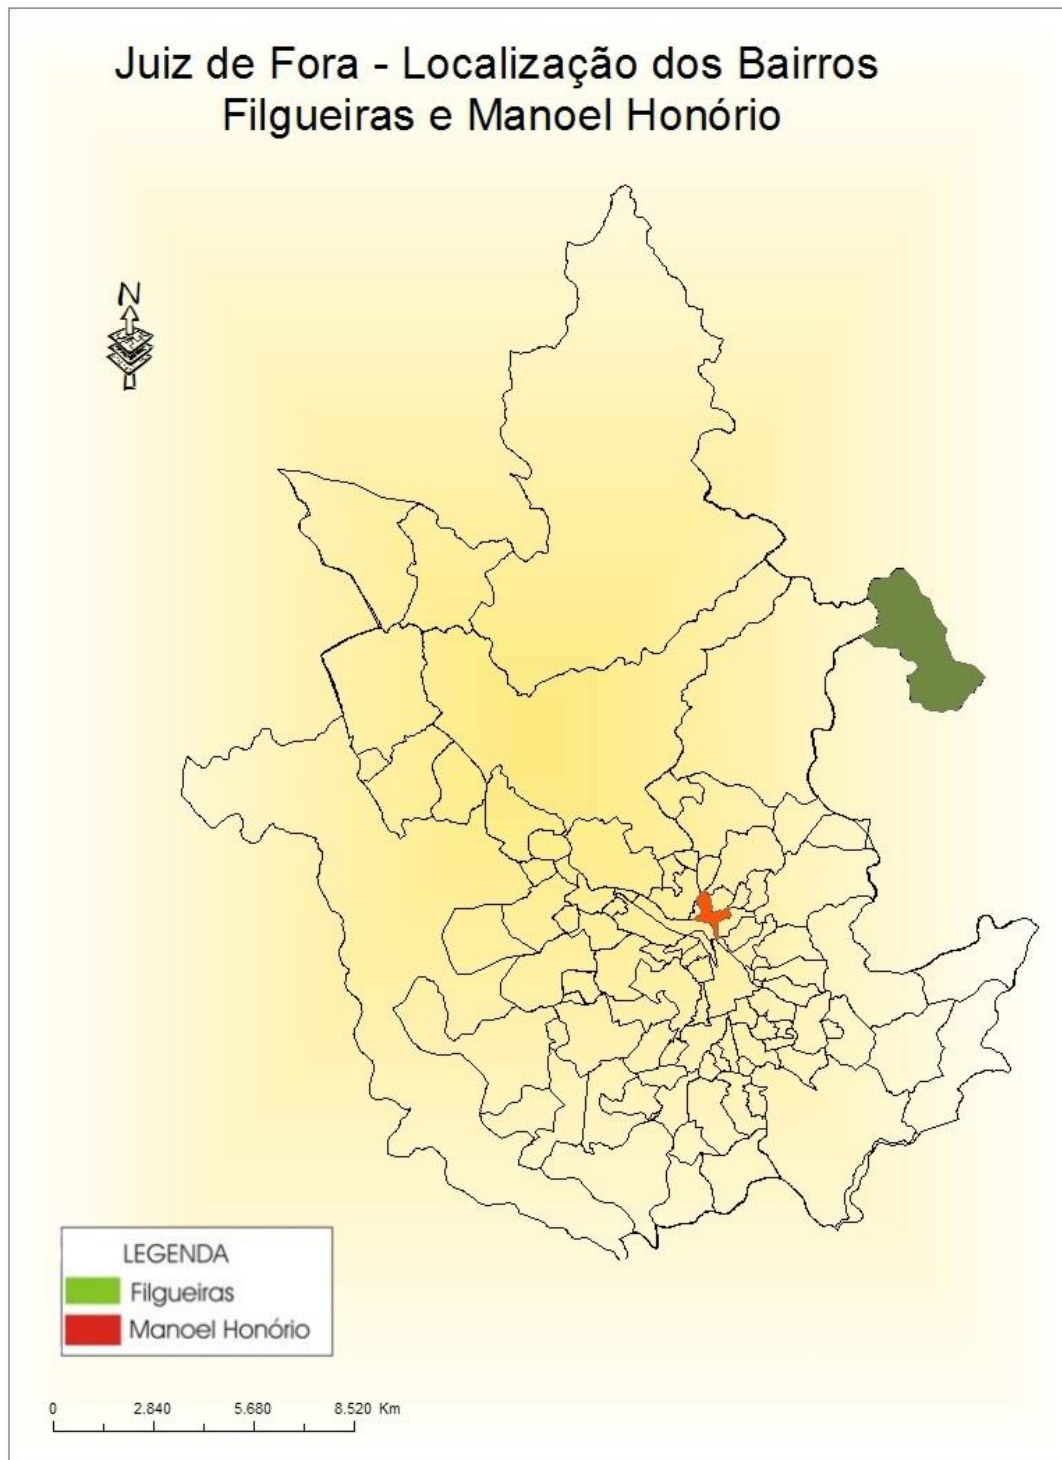 Juiz de Fora - Localização dos Bairros
Filgueiras e Manoel Honório
N
LEGENDA
Filgueiras
Manoel Honório
0 2.840 5.680 8.520 Km